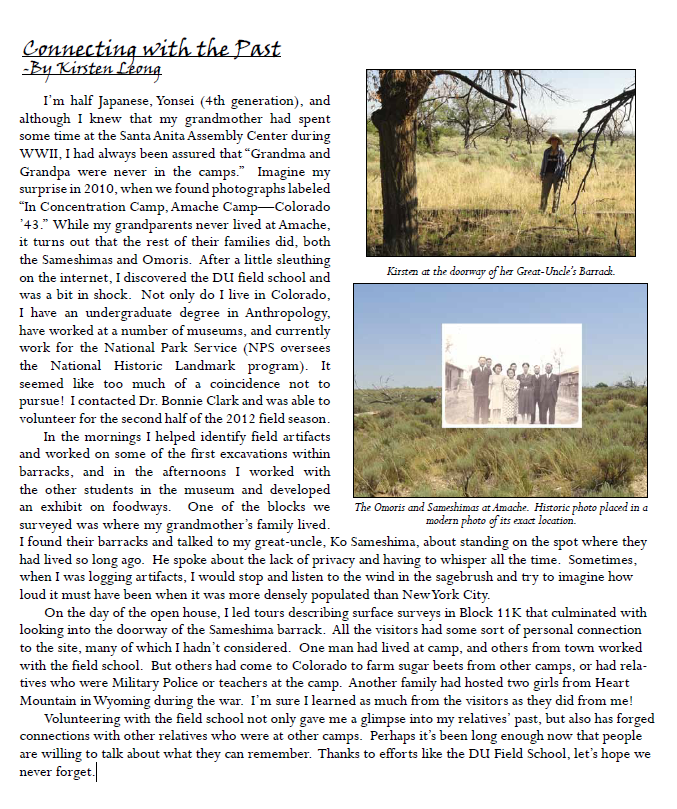 Connecting with the Past
-By Kirsten Leong
I'm half Japanese, Yonsei (4th generation), and
although I knew that my grandmother had spent
some time at the Santa Anita Assembly Center during
WWII, I had always been assured that "Grandma and
Grandpa were never in the camps." Imagine my
surprise in 2010, when we found photographs labeled
"In Concentration Camp, Amache Camp—Colorado
'43." While my grandparents never lived at Amache,
it turns out that the rest of their families did, both
the Sameshimas and Omoris. After a little sleuthing
on the internet, I discovered the DU field school and
was a bit in shock. Not only do I live in Colorado,
I have an undergraduate degree in Anthropology,
have worked at a number of museums, and currently
work for the National Park Service (NPS oversees
the National Historic Landmark program). It
seemed like too much of a coincidence not to
pursue! I contacted Dr. Bonnie Clark and was able to
volunteer for the second half of the 2012 field season.
In the mornings I helped identify field artifacts
and worked on some of the first excavations within
barracks, and in the afternoons I worked with
the other students in the museum and developed
an exhibit on foodways. One of the blocks we
surveyed was where my grandmother's family lived.
I found their barracks and talked to my great-uncle, Ko Sameshima, about standing on the spot where they
had lived so long ago. He spoke about the lack of privacy and having to whisper all the time. Sometimes,
when I was logging artifacts, I would stop and listen to the wind in the sagebrush and try to imagine how
loud it must have been when it was more densely populated than New York City.
On the day of the open house, I led tours describing surface surveys in Block 11K that culminated with
looking into the doorway of the Sameshima barrack. All the visitors had some sort of personal connection
to the site, many of which I hadn't considered. One man had lived at camp, and others from town worked
with the field school. But others had come to Colorado to farm sugar beets from other camps, or had rela-
tives who were Military Police or teachers at the camp. Another family had hosted two girls from Heart
Mountain in Wyoming during the war. I'm sure I learned as much from the visitors as they did from me!
Volunteering with the field school not only gave me a glimpse into my relatives' past, but also has forged
connections with other relatives who were at other camps. Perhaps it's been long enough now that people
are willing to talk about what they can remember. Thanks to efforts like the DU Field School, let's hope we
never forget.
Kirsten at the doorway of her Great-Uncle's Barrack.
The Omoris and Sameshimas at Amache. Historic photo placed in a
modern photo of its exact location.